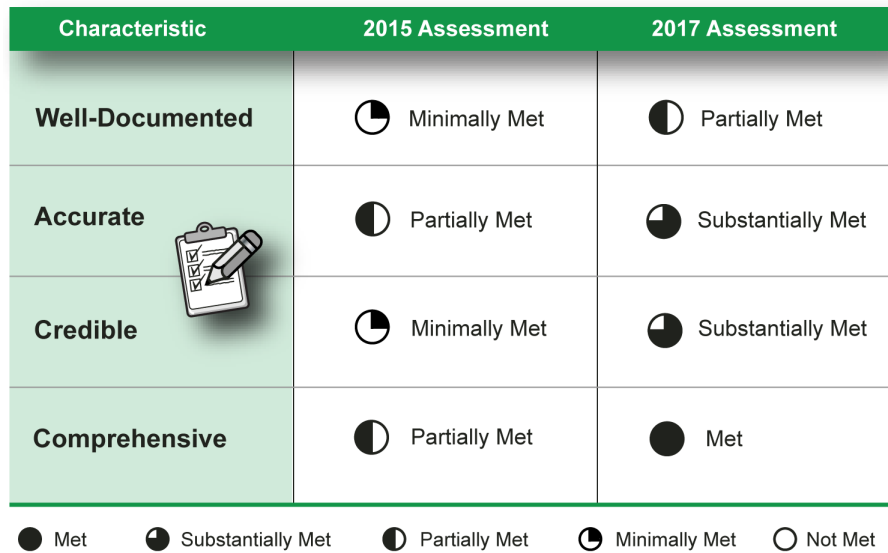 Characteristic 2015 Assessment 2017 Assessment
Well-Documented Minimally Met Partially Met
Accurate Partially Met Substantially Met
Credible Minimally Met Substantially Met
Comprehensive Partially Met Met
Met Substantially Met Partially Met Minimally Met Not Met